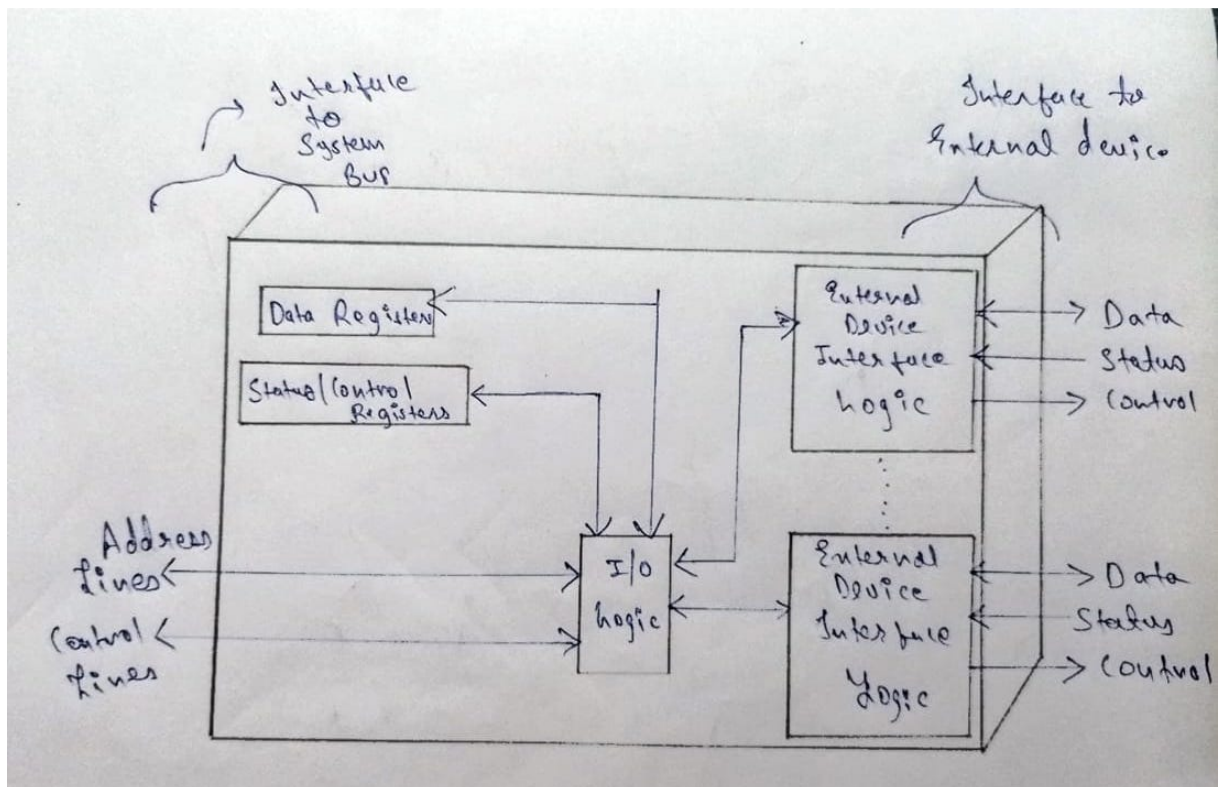 Interface
to
System
Bus
Interface to
External device
Data Registers
Status/Control
Registers
External
Device
Interface
Logic
Data
Status
Control
Address
Lines
Control
Lines
I/O
Logic
External
Device
Interface
Logic
Data
Status
Control